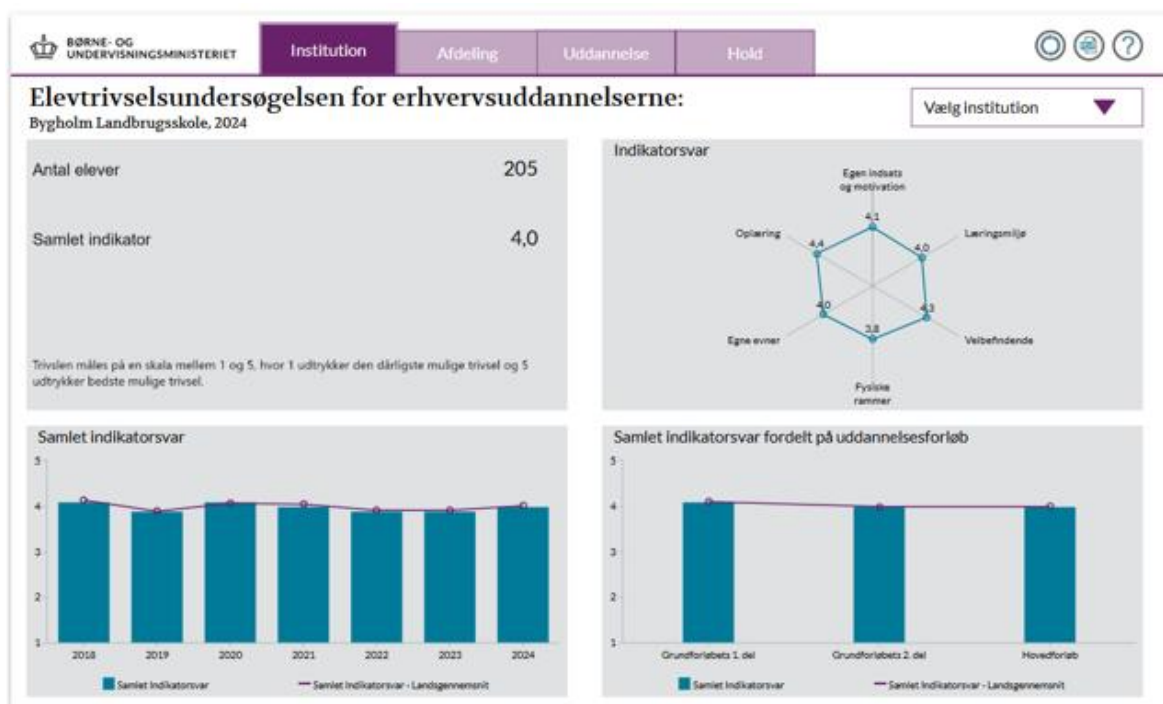 BØRNE- OG
UNDERVISNINGSMINISTERIET
Institution
Afdeling
Uddannelse
Hold
?
Elevtrivselsundersøgelsen for erhvervsuddannelserne:
Bygholm Landbrugsskole, 2024
Vælg institution
Antal elever 205
Samlet indikator 4,0
Trivslen måles på en skala mellem 1 og 5, hvor 1 udtrykker den dårligste mulige trivsel og 5
udtrykker bedste mulige trivsel.
Indikatorsvar
Egen indsats
og motivation
4,1
Oplæring
4,4
4,0
Læringsmiljø
4,0
3,8
4,3
Egne evner
Velbefindende
Fysiske
rammer
Samlet indikatorsvar
5
4
3
2
1
2018 2019 2020 2021 2022 2023 2024
Samlet Indikatorsvar
Samlet Indikatorsvar - Landsgennemsnit
Samlet indikatorsvar fordelt på uddannelsesforløb
5
4
3
2
1
Grundforløbets 1. del Grundforløbets 2. del Hovedforløb
Samlet Indikatorsvar
Samlet Indikatorsvar - Landsgennemsnit